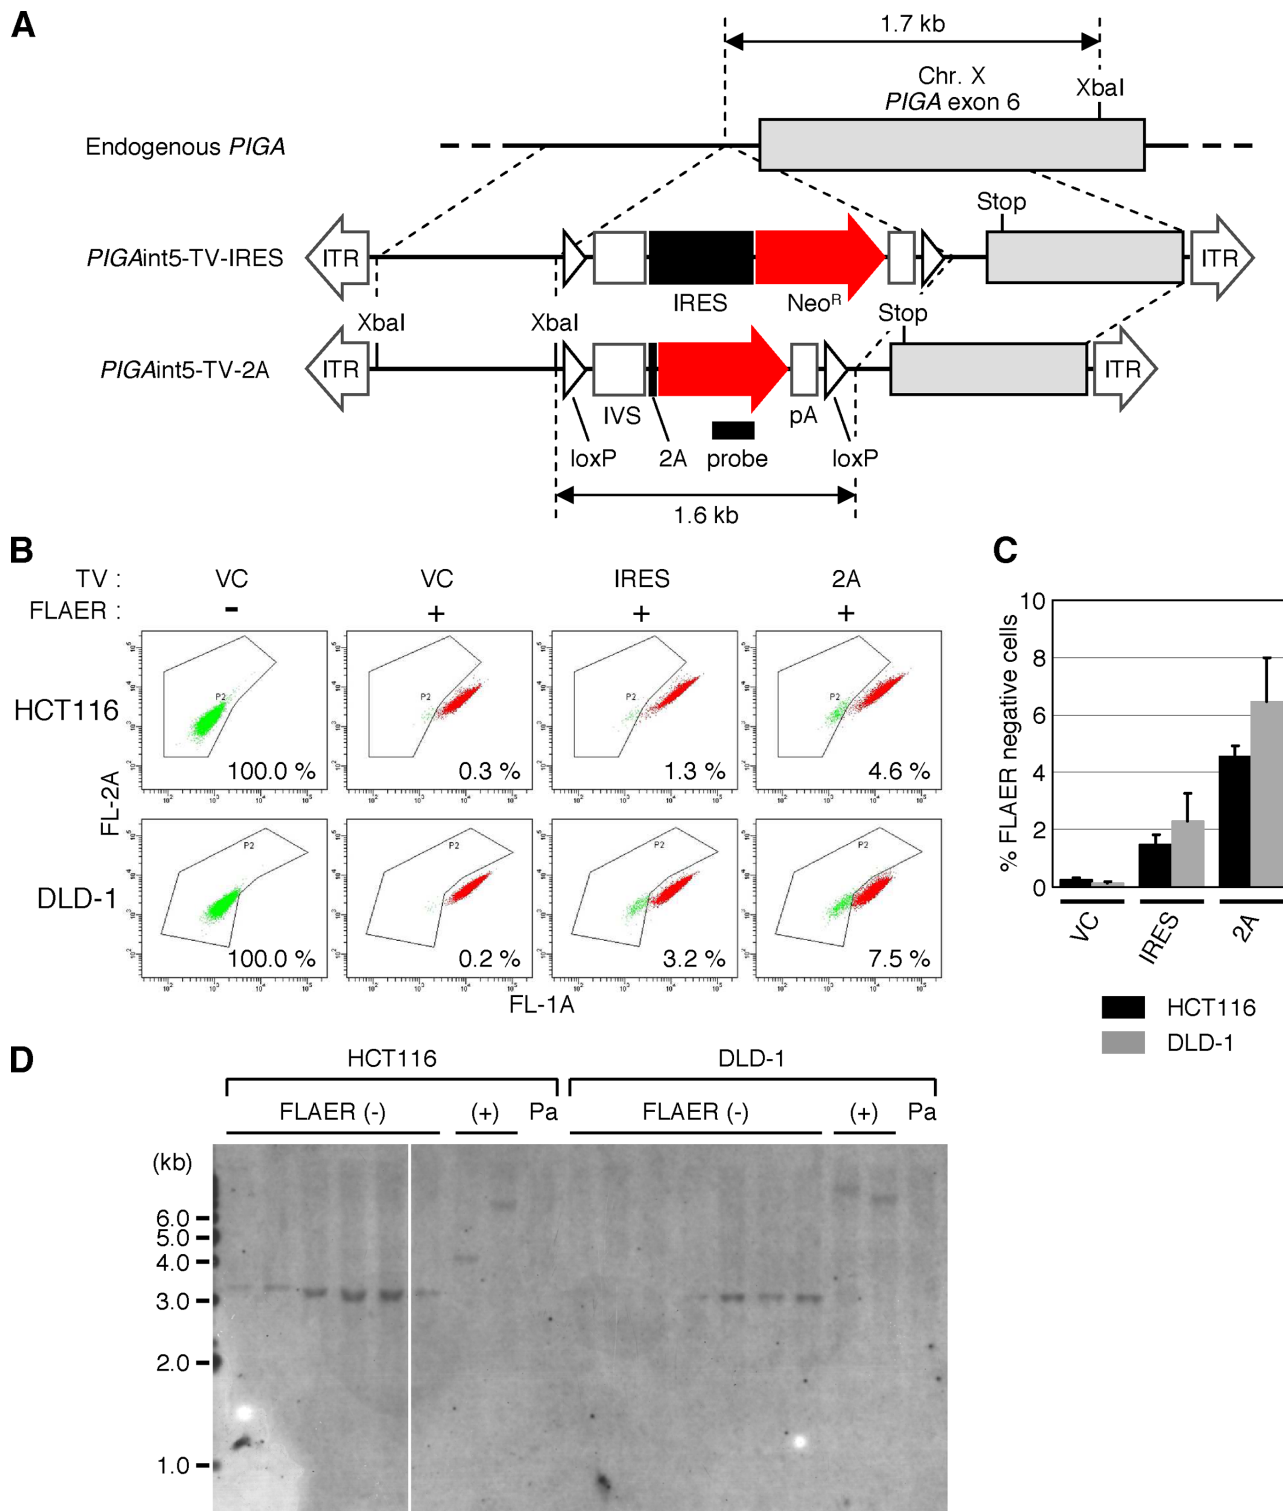 A
1.7 kb
Chr. X
PIGA exon 6
XbaI
Endogenous PIGA
Stop
PIGAint5-TV-IRES
ITR
ITR
IRES
NeoR
XbaI
XbaI
Stop
PIGAint5-TV-2A
ITR
ITR
IVS
pA
loxP
2A
probe
loxP
1.6 kb
B
TV :
VC
VC
IRES
2A
FLAER :
-
+
+
+
HCT116
P2
P2
P2
P2
100.0 %
0.3 %
1.3 %
4.6 %
FL-2A
DLD-1
P2
P2
P2
P2
100.0 %
0.2 %
3.2 %
7.5 %
FL-1A
C
% FLAER negative cells
10
8
6
4
2
0
VC
IRES
2A
HCT116
DLD-1
D
HCT116
DLD-1
FLAER (-)
(+)
Pa
FLAER (-)
(+)
Pa
(kb)
6.0
5.0
4.0
3.0
2.0
1.0